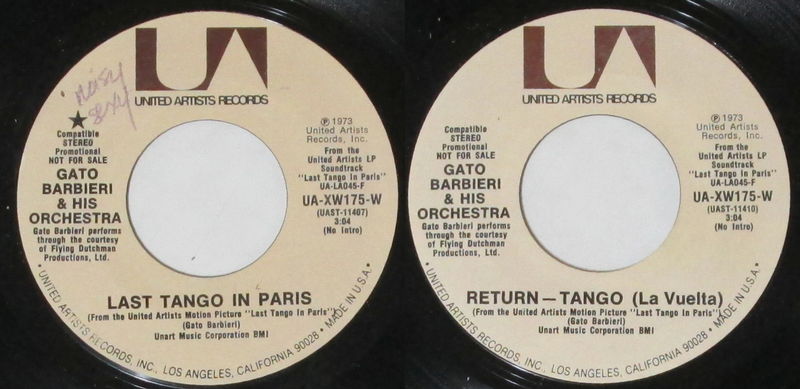 UA
UNITED ARTISTS RECORDS
noisy
sexy
★
Compatible
STEREO
Promotional
NOT FOR SALE
GATO
BARBIERI
& HIS
ORCHESTRA
Gato Barbieri performs
through the courtesy
of Flying Dutchman
Productions, Ltd.
℗ 1973
United Artists
Records, Inc.
From the
United Artists LP
Soundtrack
"Last Tango In Paris"
UA-LA045-F
UA-XW175-W
(UAST-11407)
3:04
(No Intro)
LAST TANGO IN PARIS
(From the United Artists Motion Picture "Last Tango In Paris")
(Gato Barbieri)
Unart Music Corporation BMI
• UNITED ARTISTS RECORDS, INC., LOS ANGELES, CALIFORNIA 90028 • MADE IN U.S.A. •
UA
UNITED ARTISTS RECORDS
Compatible
STEREO
Promotional
NOT FOR SALE
GATO
BARBIERI
& HIS
ORCHESTRA
Gato Barbieri performs
through the courtesy
of Flying Dutchman
Productions, Ltd.
℗ 1973
United Artists
Records, Inc.
From the
United Artists LP
Soundtrack
"Last Tango In Paris"
UA-LA045-F
UA-XW175-W
(UAST-11410)
3:04
(No Intro)
RETURN — TANGO (La Vuelta)
(From the United Artists Motion Picture "Last Tango In Paris")
(Gato Barbieri)
Unart Music Corporation BMI
• UNITED ARTISTS RECORDS, INC., LOS ANGELES, CALIFORNIA 90028 • MADE IN U.S.A. •